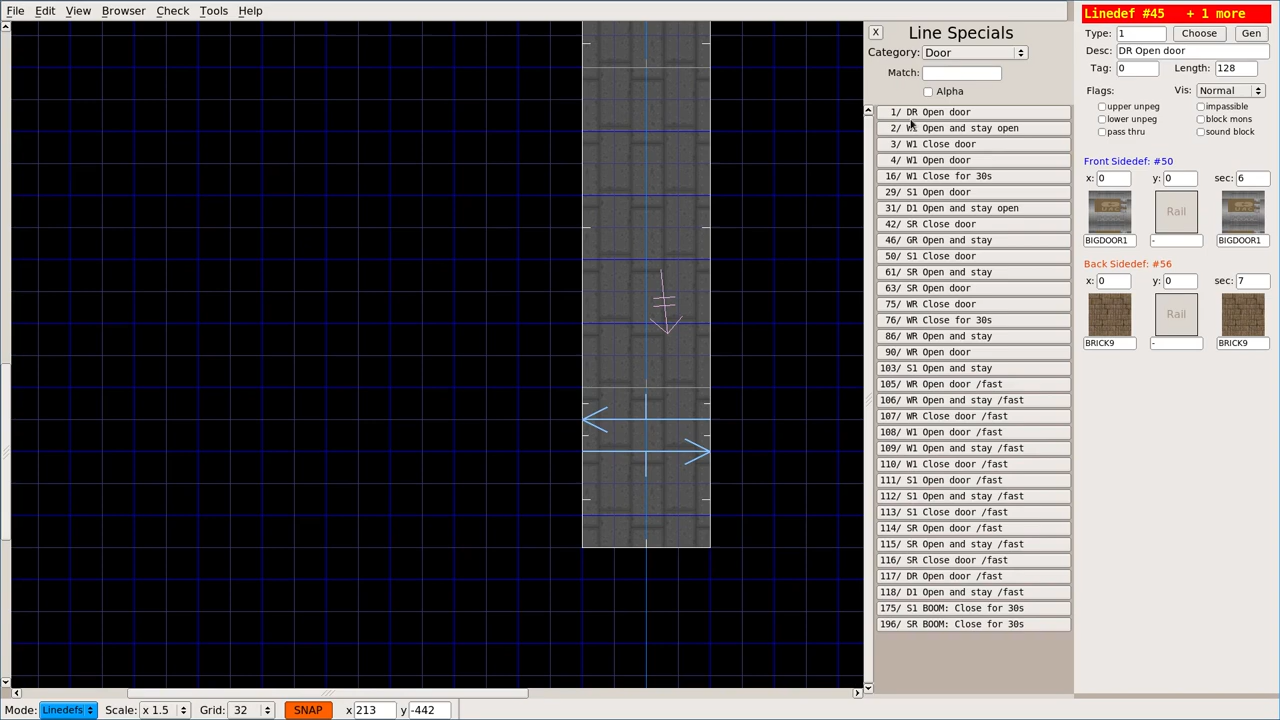 File Edit View Browser Check Tools Help
X Line Specials
Category: Door
Match:
Alpha
1/ DR Open door
2/ W1 Open and stay open
3/ W1 Close door
4/ W1 Open door
16/ W1 Close for 30s
29/ S1 Open door
31/ D1 Open and stay open
42/ SR Close door
46/ GR Open and stay
50/ S1 Close door
61/ SR Open and stay
63/ SR Open door
75/ WR Close door
76/ WR Close for 30s
86/ WR Open and stay
90/ WR Open door
103/ S1 Open and stay
105/ WR Open door /fast
106/ WR Open and stay /fast
107/ WR Close door /fast
108/ W1 Open door /fast
109/ W1 Open and stay /fast
110/ W1 Close door /fast
111/ S1 Open door /fast
112/ S1 Open and stay /fast
113/ S1 Close door /fast
114/ SR Open door /fast
115/ SR Open and stay /fast
116/ SR Close door /fast
117/ DR Open door /fast
118/ D1 Open and stay /fast
175/ S1 BOOM: Close for 30s
196/ SR BOOM: Close for 30s
Linedef #45 + 1 more
Type: 1 Choose Gen
Desc: DR Open door
Tag: 0 Length: 128
Flags: Vis: Normal
upper unpeg impassible
lower unpeg block mons
pass thru sound block
Front Sidedef: #50
x: 0 y: 0 sec: 6
Rail
BIGDOOR1 - BIGDOOR1
Back Sidedef: #56
x: 0 y: 0 sec: 7
Rail
BRICK9 - BRICK9
Mode: Linedefs Scale: x 1.5 Grid: 32 SNAP x 213 y -442